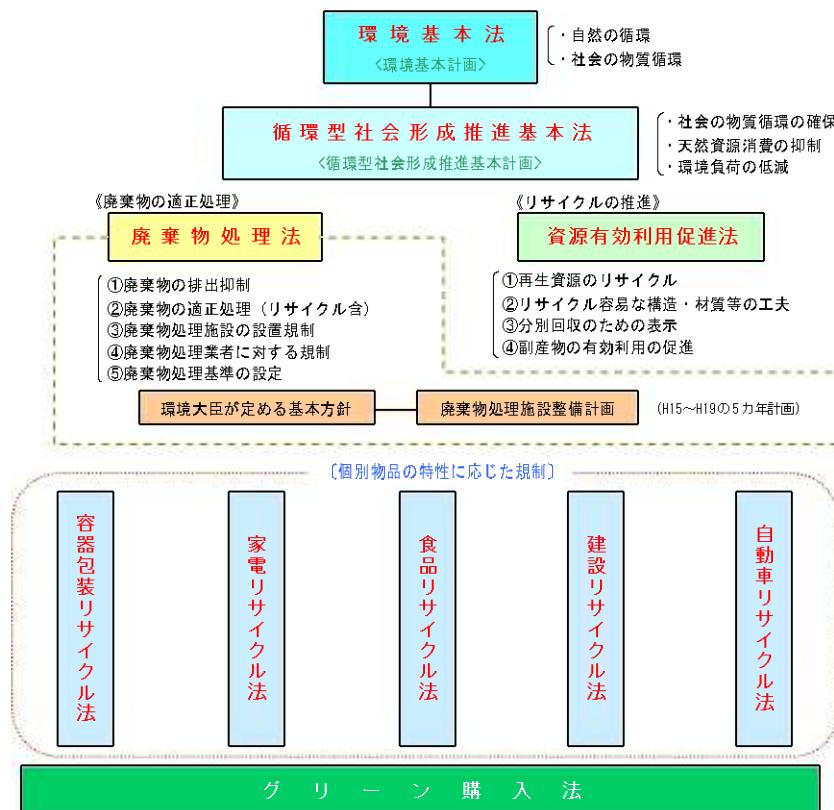 環境基本法
<環境基本計画>
・自然の循環
・社会の物質循環
循環型社会形成推進基本法
<循環型社会形成推進基本計画>
・社会の物質循環の確保
・天然資源消費の抑制
・環境負荷の低減
《廃棄物の適正処理》
廃棄物処理法
①廃棄物の排出抑制
②廃棄物の適正処理(リサイクル含)
③廃棄物処理施設の設置規制
④廃棄物処理業者に対する規制
⑤廃棄物処理基準の設定
《リサイクルの推進》
資源有効利用促進法
①再生資源のリサイクル
②リサイクル容易な構造・材質等の工夫
③分別回収のための表示
④副産物の有効利用の促進
環境大臣が定める基本方針
廃棄物処理施設整備計画
(H15~H19の5カ年計画)
〔個別物品の特性に応じた規制〕
容器包装リサイクル法
家電リサイクル法
食品リサイクル法
建設リサイクル法
自動車リサイクル法
グリーン購入法